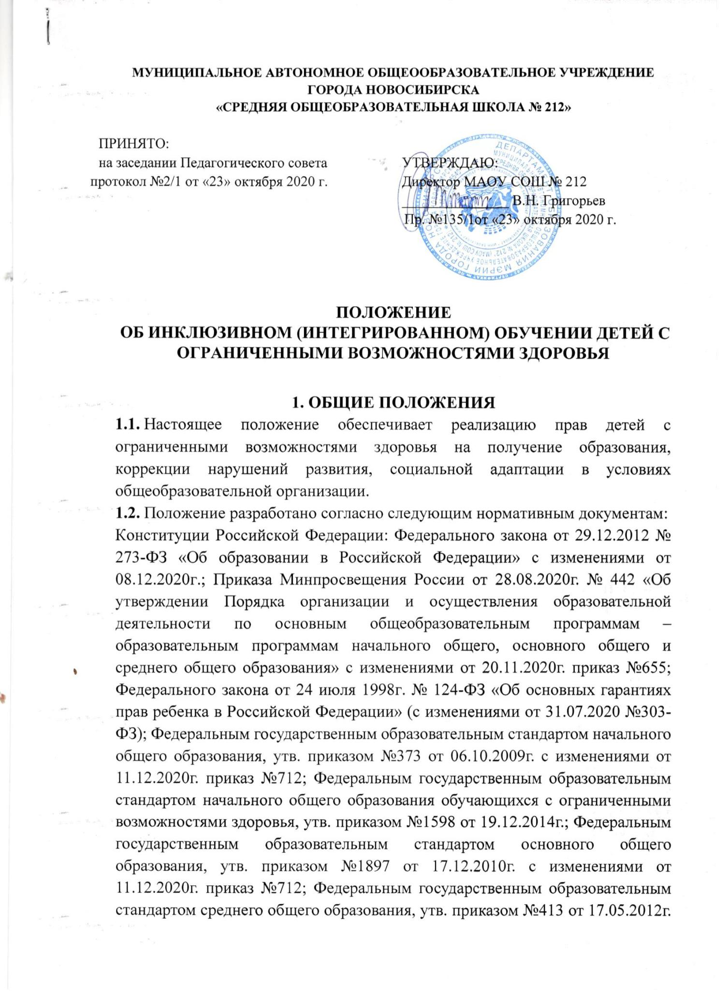 МУНИЦИПАЛЬНОЕ АВТОНОМНОЕ ОБЩЕООБРАЗОВАТЕЛЬНОЕ УЧРЕЖДЕНИЕ
ГОРОДА НОВОСИБИРСКА
«СРЕДНЯЯ ОБЩЕОБРАЗОВАТЕЛЬНАЯ ШКОЛА № 212»
ПРИНЯТО:
на заседании Педагогического совета
протокол №2/1 от «23» октября 2020 г.
УТВЕРЖДАЮ:
Директор МАОУ СОШ № 212
В.Н. Григорьев
Пр. №135/1от «23» октября 2020 г.
ДЕПАРТАМЕНТ ОБРАЗОВАНИЯ МЭРИИ ГОРОДА НОВОСИБИРСКА
ПОЛОЖЕНИЕ
ОБ ИНКЛЮЗИВНОМ (ИНТЕГРИРОВАННОМ) ОБУЧЕНИИ ДЕТЕЙ С
ОГРАНИЧЕННЫМИ ВОЗМОЖНОСТЯМИ ЗДОРОВЬЯ
1. ОБЩИЕ ПОЛОЖЕНИЯ
1.1. Настоящее положение обеспечивает реализацию прав детей с
ограниченными возможностями здоровья на получение образования,
коррекции нарушений развития, социальной адаптации в условиях
общеобразовательной организации.
1.2. Положение разработано согласно следующим нормативным документам:
Конституции Российской Федерации: Федерального закона от 29.12.2012 №
273-ФЗ «Об образовании в Российской Федерации» с изменениями от
08.12.2020г.; Приказа Минпросвещения России от 28.08.2020г. № 442 «Об
утверждении Порядка организации и осуществления образовательной
деятельности по основным общеобразовательным программам –
образовательным программам начального общего, основного общего и
среднего общего образования» с изменениями от 20.11.2020г. приказ №655;
Федерального закона от 24 июля 1998г. № 124-ФЗ «Об основных гарантиях
прав ребенка в Российской Федерации» (с изменениями от 31.07.2020 №303-
ФЗ); Федеральным государственным образовательным стандартом начального
общего образования, утв. приказом №373 от 06.10.2009г. с изменениями от
11.12.2020г. приказ №712; Федеральным государственным образовательным
стандартом начального общего образования обучающихся с ограниченными
возможностями здоровья, утв. приказом №1598 от 19.12.2014г.; Федеральным
государственным образовательным стандартом основного общего
образования, утв. приказом №1897 от 17.12.2010г. с изменениями от
11.12.2020г. приказ №712; Федеральным государственным образовательным
стандартом среднего общего образования, утв. приказом №413 от 17.05.2012г.